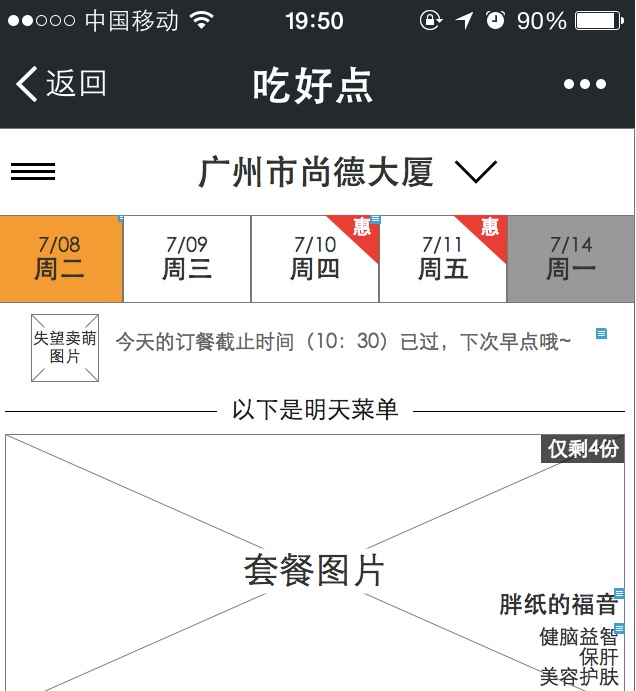 中国移动 19:50 90%
返回 吃好点
广州市尚德大厦
7/08 7/09 7/10 惠 7/11 惠 7/14
周二 周三 周四 周五 周一
失望卖萌
图片
今天的订餐截止时间（10：30）已过，下次早点哦~
以下是明天菜单
仅剩4份
套餐图片
胖纸的福音
健脑益智
保肝
美容护肤